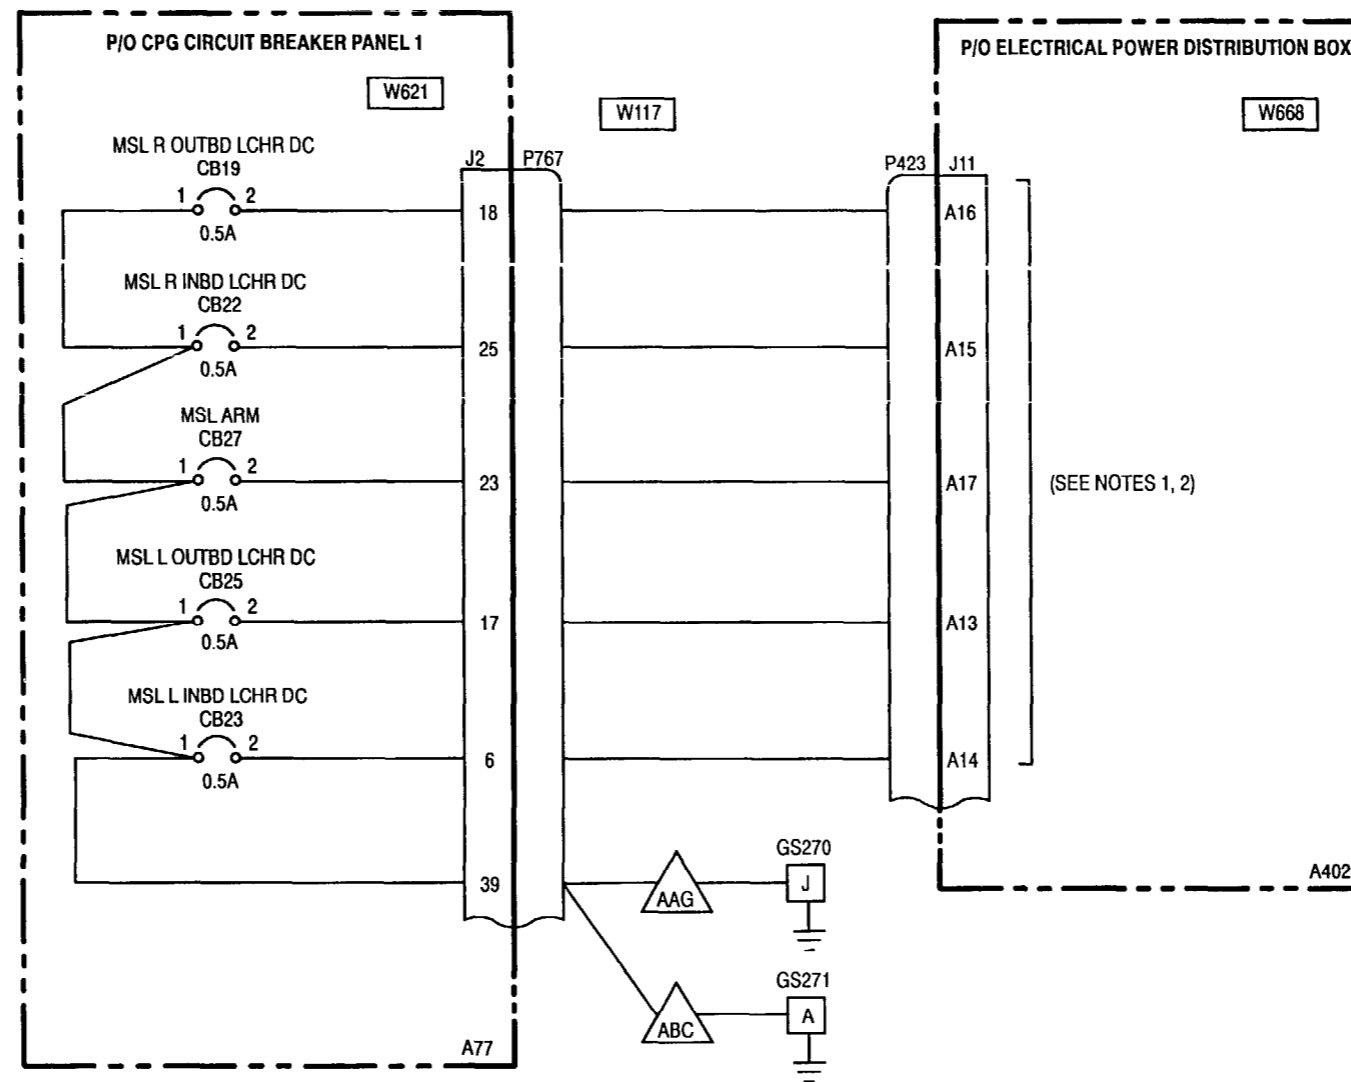 P/O CPG CIRCUIT BREAKER PANEL 1
P/O ELECTRICAL POWER DISTRIBUTION BOX
W621
W117
W668
MSL R OUTBD LCHR DC
CB19
1 2
0.5A
J2 P767
P423 J11
18
A16
MSL R INBD LCHR DC
CB22
1 2
0.5A
25
A15
MSL ARM
CB27
1 2
0.5A
23
A17
(SEE NOTES 1, 2)
MSL L OUTBD LCHR DC
CB25
1 2
0.5A
17
A13
MSL L INBD LCHR DC
CB23
1 2
0.5A
6
A14
39
AAG
GS270
J
A402
ABC
GS271
A
A77